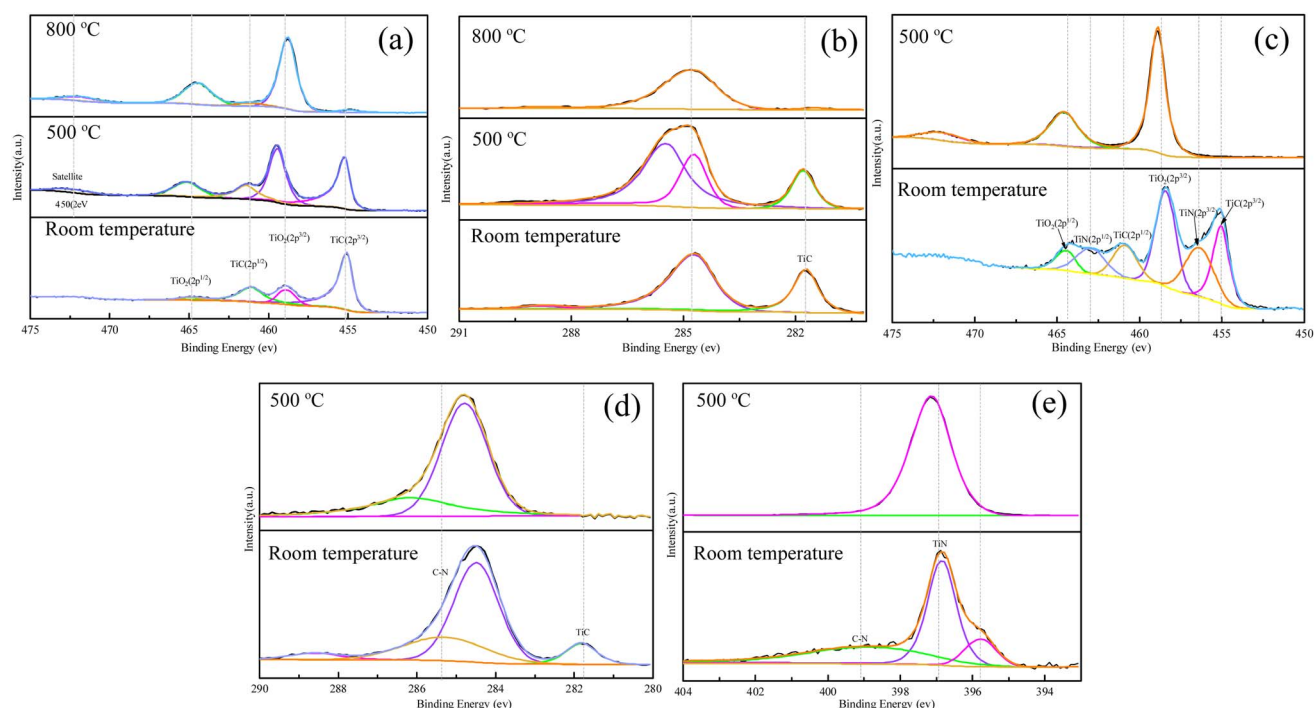 (a)
800 ºC
500 ºC
Satellite
450(2eV
Room temperature
TiO2(2p1/2)
TiC(2p1/2)
TiO2(2p3/2)
TiC(2p3/2)
475 470 465 460 455 450
Binding Energy (ev)
Intensity(a.u.)
(b)
800 ºC
500 ºC
Room temperature
TiC
291 288 285 282
Binding Energy (ev)
Intensity(a.u.)
(c)
500 ºC
Room temperature
TiO2(2p1/2)
TiN(2p1/2)
TiC(2p1/2)
TiO2(2p3/2)
TiN(2p3/2
TiC(2p3/2)
475 470 465 460 455 450
Binding Energy (ev)
Intensity(a.u.)
(d)
500 ºC
Room temperature
C-N
TiC
290 288 286 284 282 280
Binding Energy (ev)
Intensity(a.u.)
(e)
500 ºC
Room temperature
C-N
TiN
404 402 400 398 396 394
Binding Energy (ev)
Intensity(a.u.)